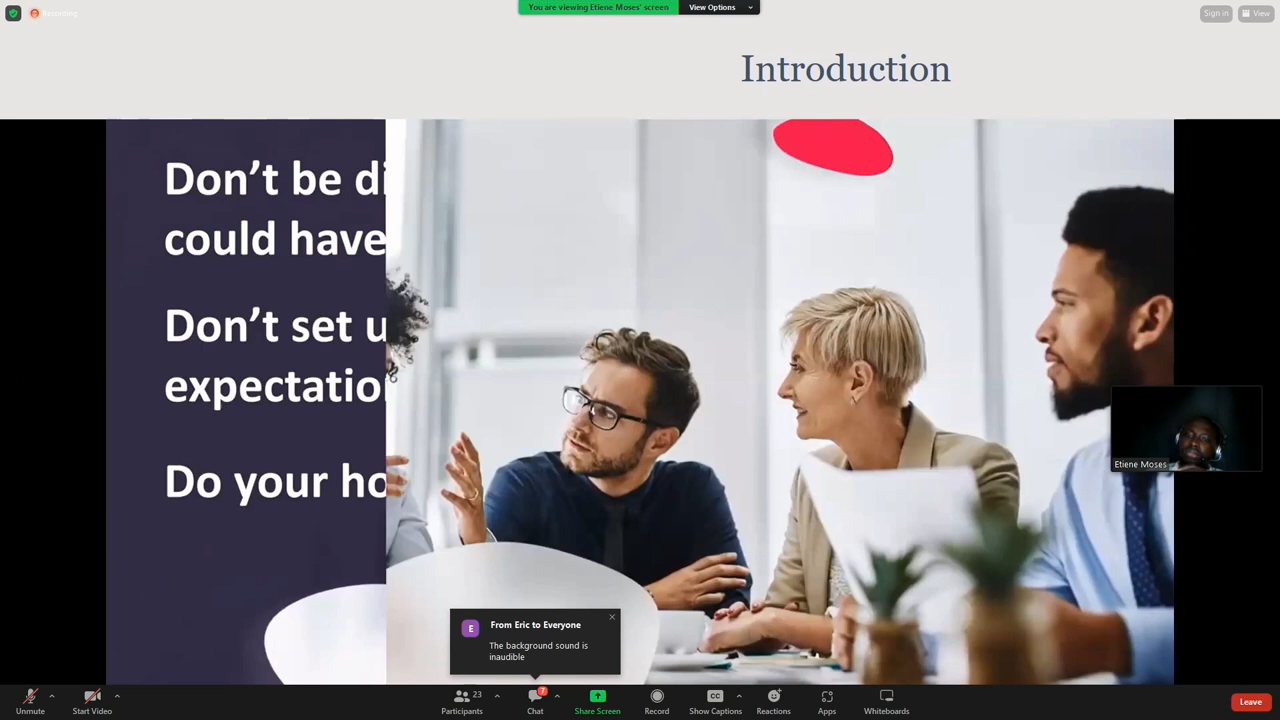 Recording
You are viewing Etiene Moses' screen
View Options
Sign in
View
Introduction
Don't be di
could have
Don't set u
expectation
Do your ho
Etiene Moses
E
From Eric to Everyone
The background sound is
inaudible
Unmute
Start Video
23
Participants
7
Chat
Share Screen
Record
CC
Show Captions
Reactions
Apps
Whiteboards
Leave